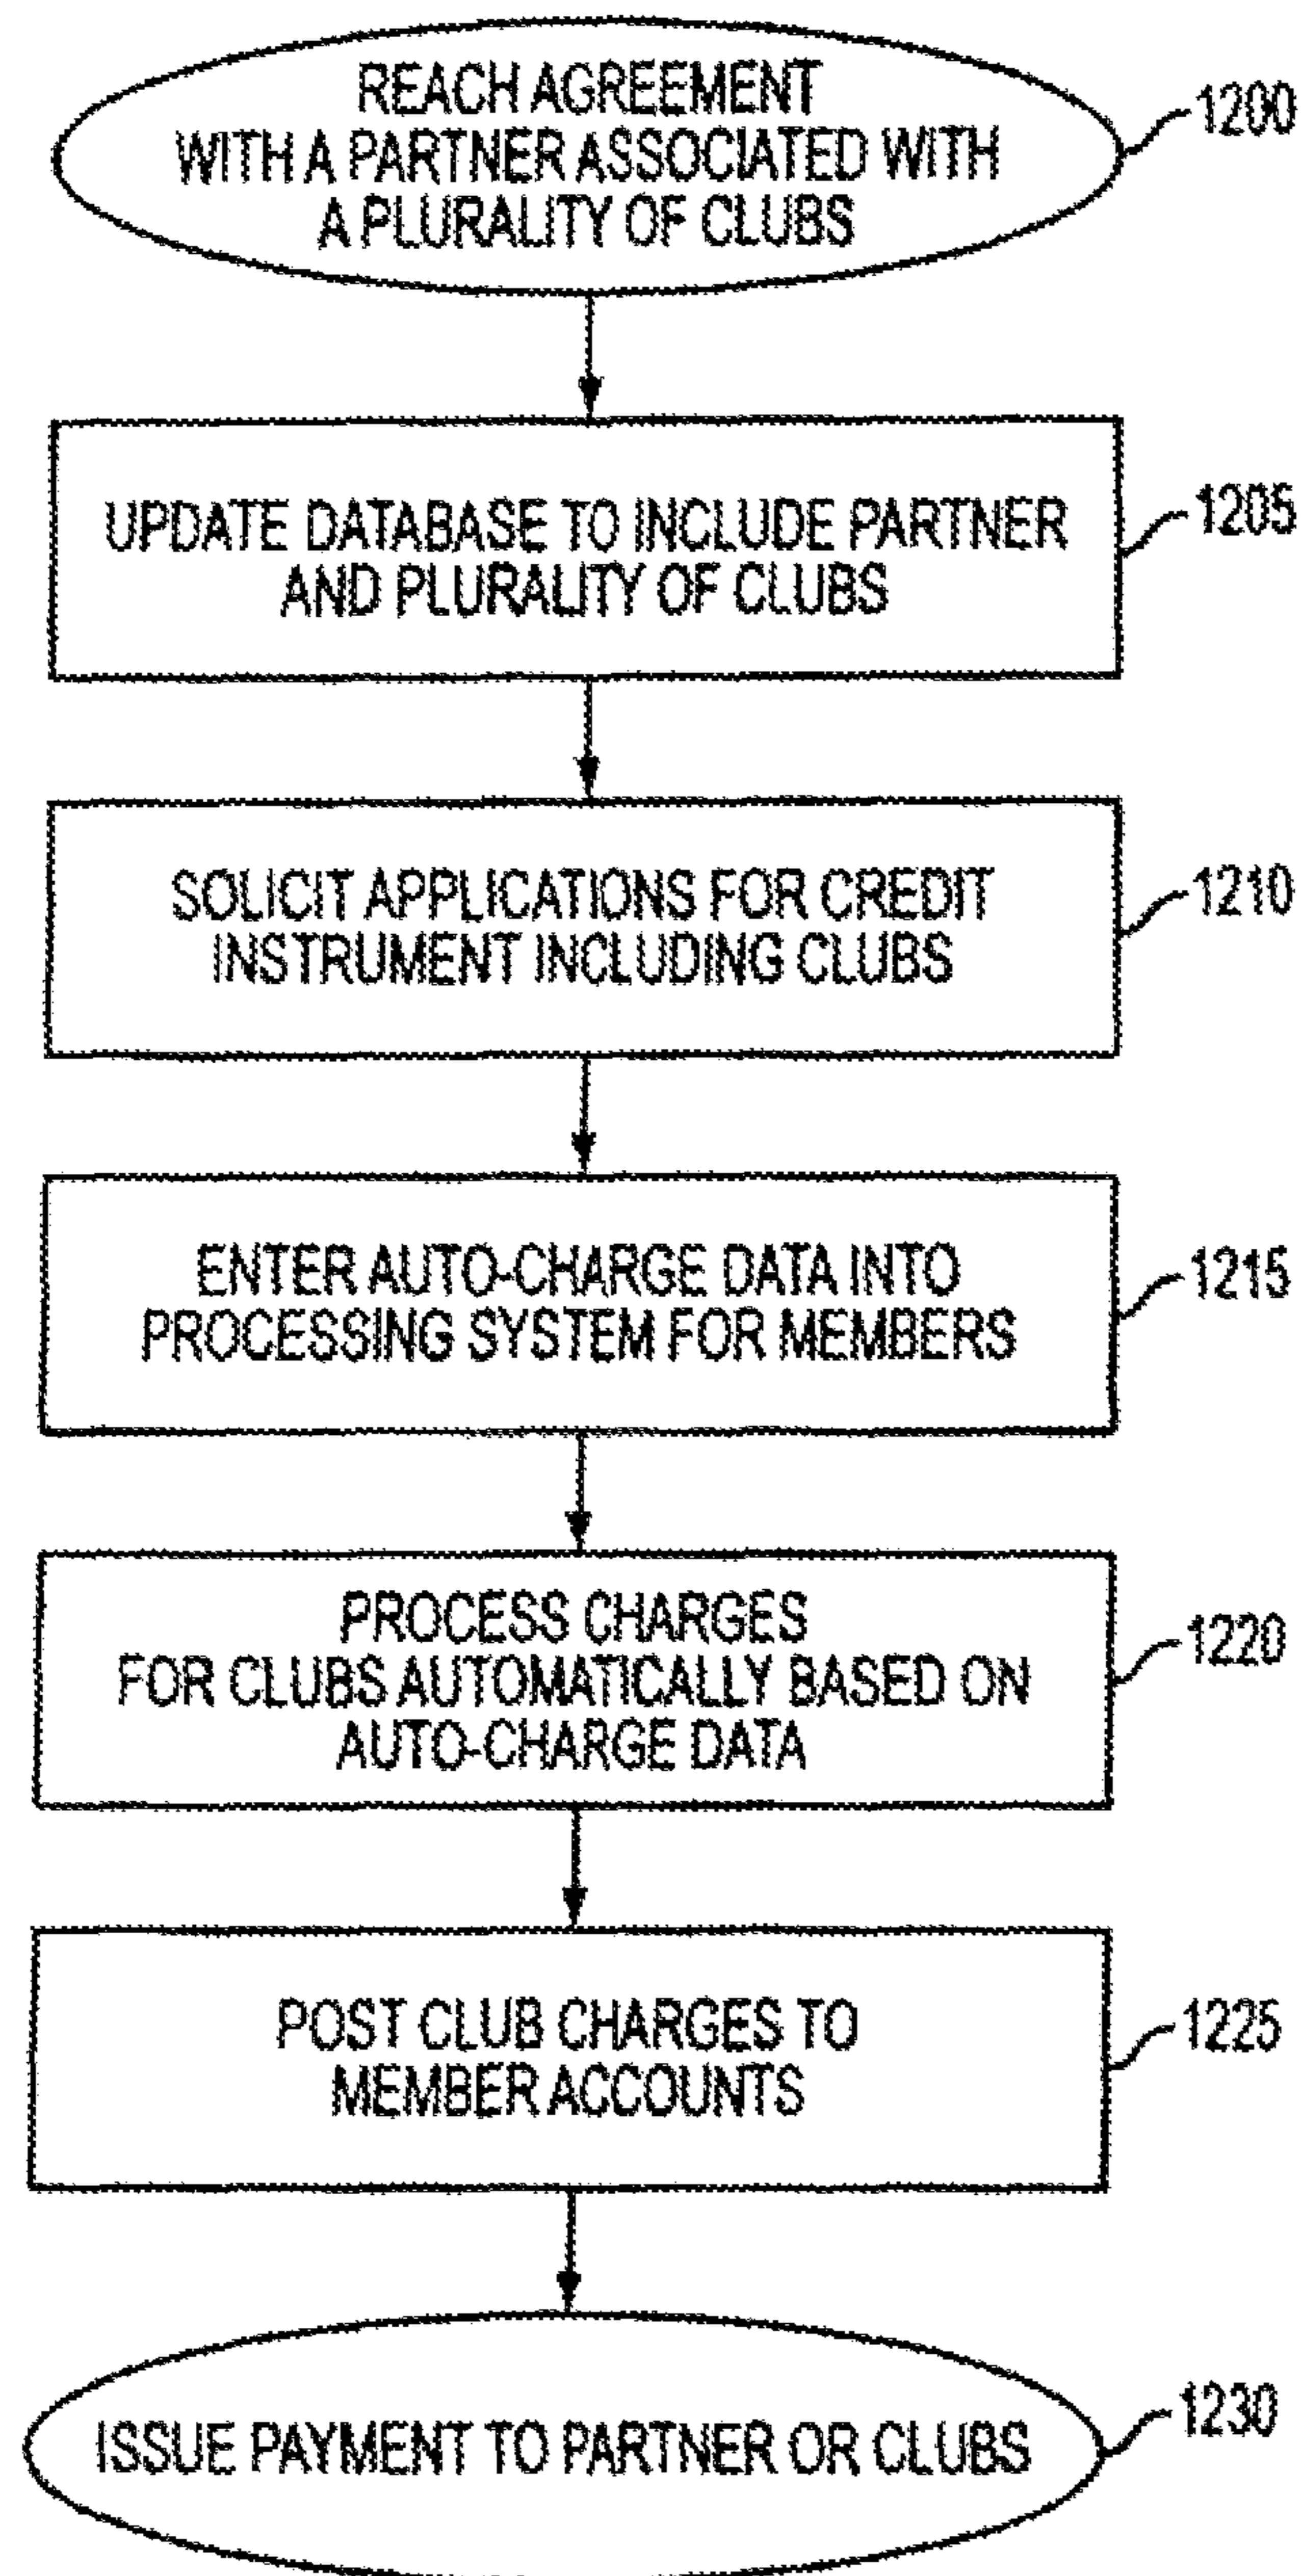 REACH AGREEMENT
WITH A PARTNER ASSOCIATED WITH
A PLURALITY OF CLUBS
1200
UPDATE DATABASE TO INCLUDE PARTNER
AND PLURALITY OF CLUBS
1205
SOLICIT APPLICATIONS FOR CREDIT
INSTRUMENT INCLUDING CLUBS
1210
ENTER AUTO-CHARGE DATA INTO
PROCESSING SYSTEM FOR MEMBERS
1215
PROCESS CHARGES
FOR CLUBS AUTOMATICALLY BASED ON
AUTO-CHARGE DATA
1220
POST CLUB CHARGES TO
MEMBER ACCOUNTS
1225
ISSUE PAYMENT TO PARTNER OR CLUBS
1230